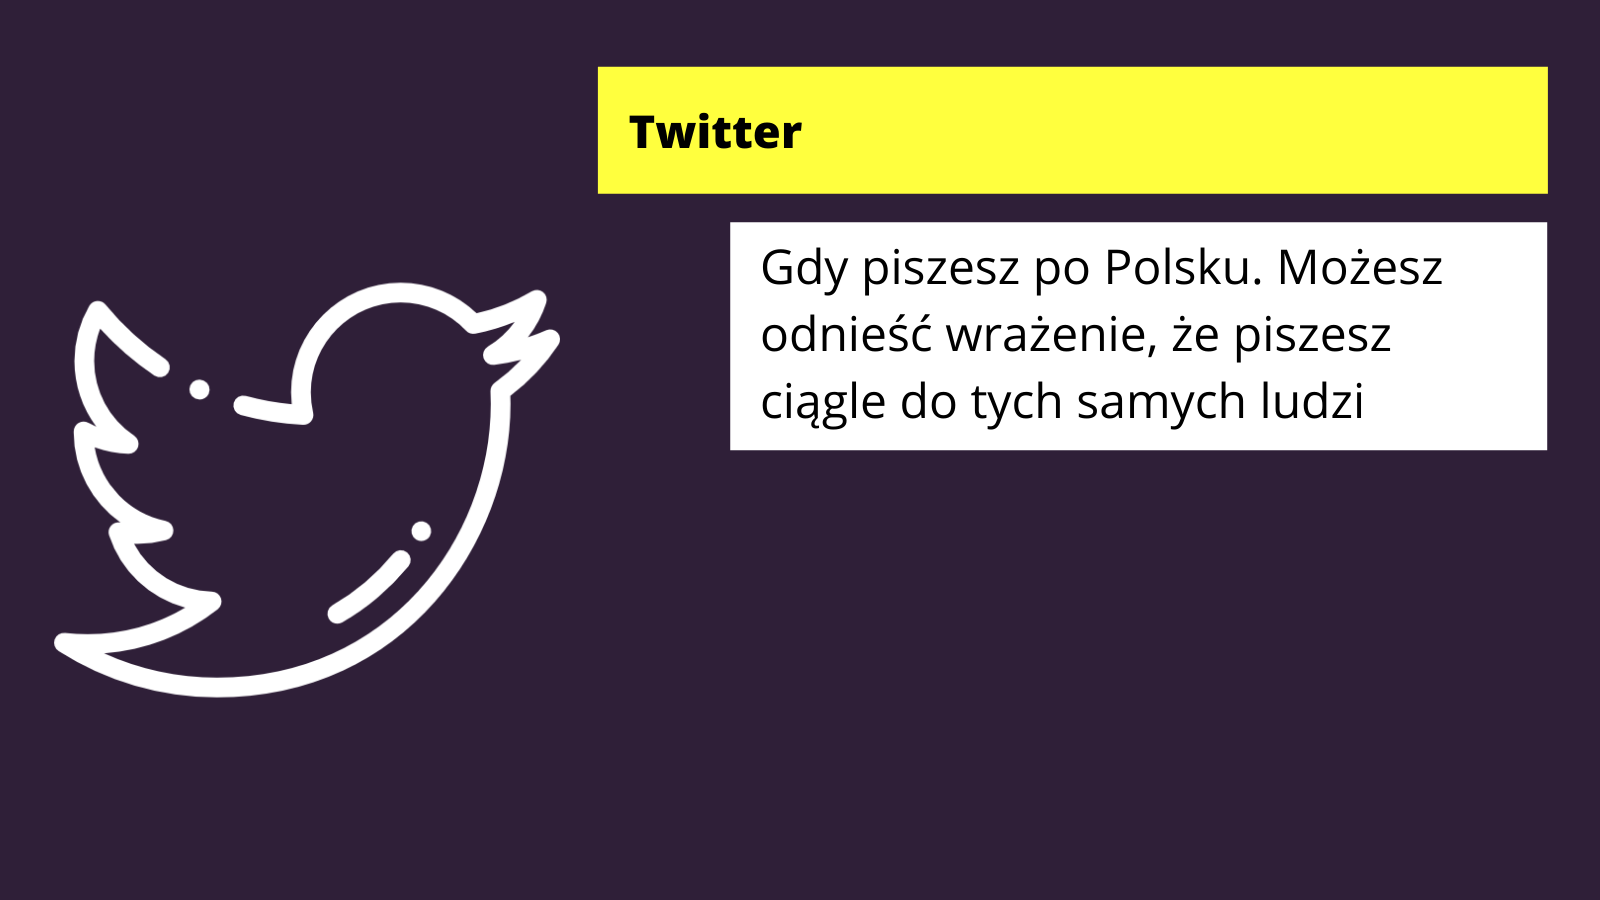 Twitter
Gdy piszesz po Polsku. Możesz
odnieść wrażenie, że piszesz
ciągle do tych samych ludzi